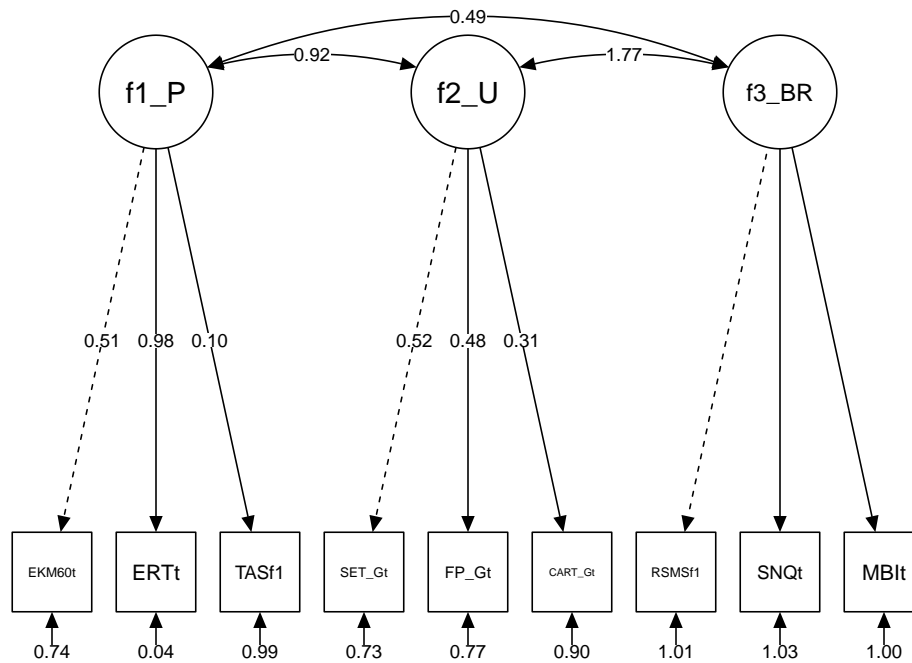 0.49
0.92
1.77
f1_P
f2_U
f3_BR
0.51
0.98
0.10
0.52
0.48
0.31
EKM60t
ERTt
TASf1
SET_Gt
FP_Gt
CART_Gt
RSMSf1
SNQt
MBIt
0.74
0.04
0.99
0.73
0.77
0.90
1.01
1.03
1.00